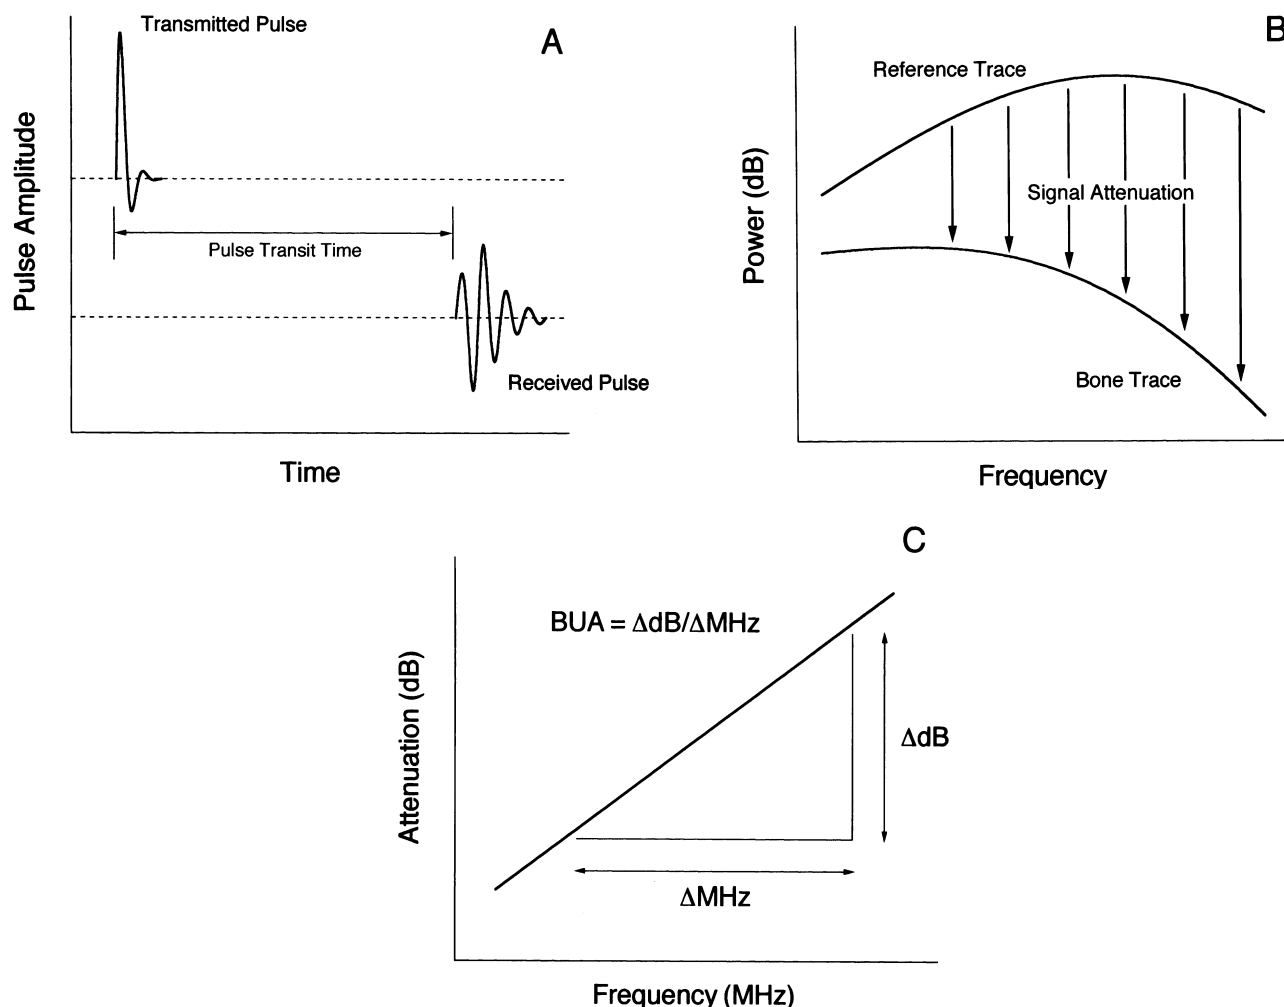 A
Transmitted Pulse
Pulse Amplitude
Pulse Transit Time
Received Pulse
Time
B
Reference Trace
Power (dB)
Signal Attenuation
Bone Trace
Frequency
C
BUA = ΔdB/ΔMHz
Attenuation (dB)
ΔdB
ΔMHz
Frequency (MHz)